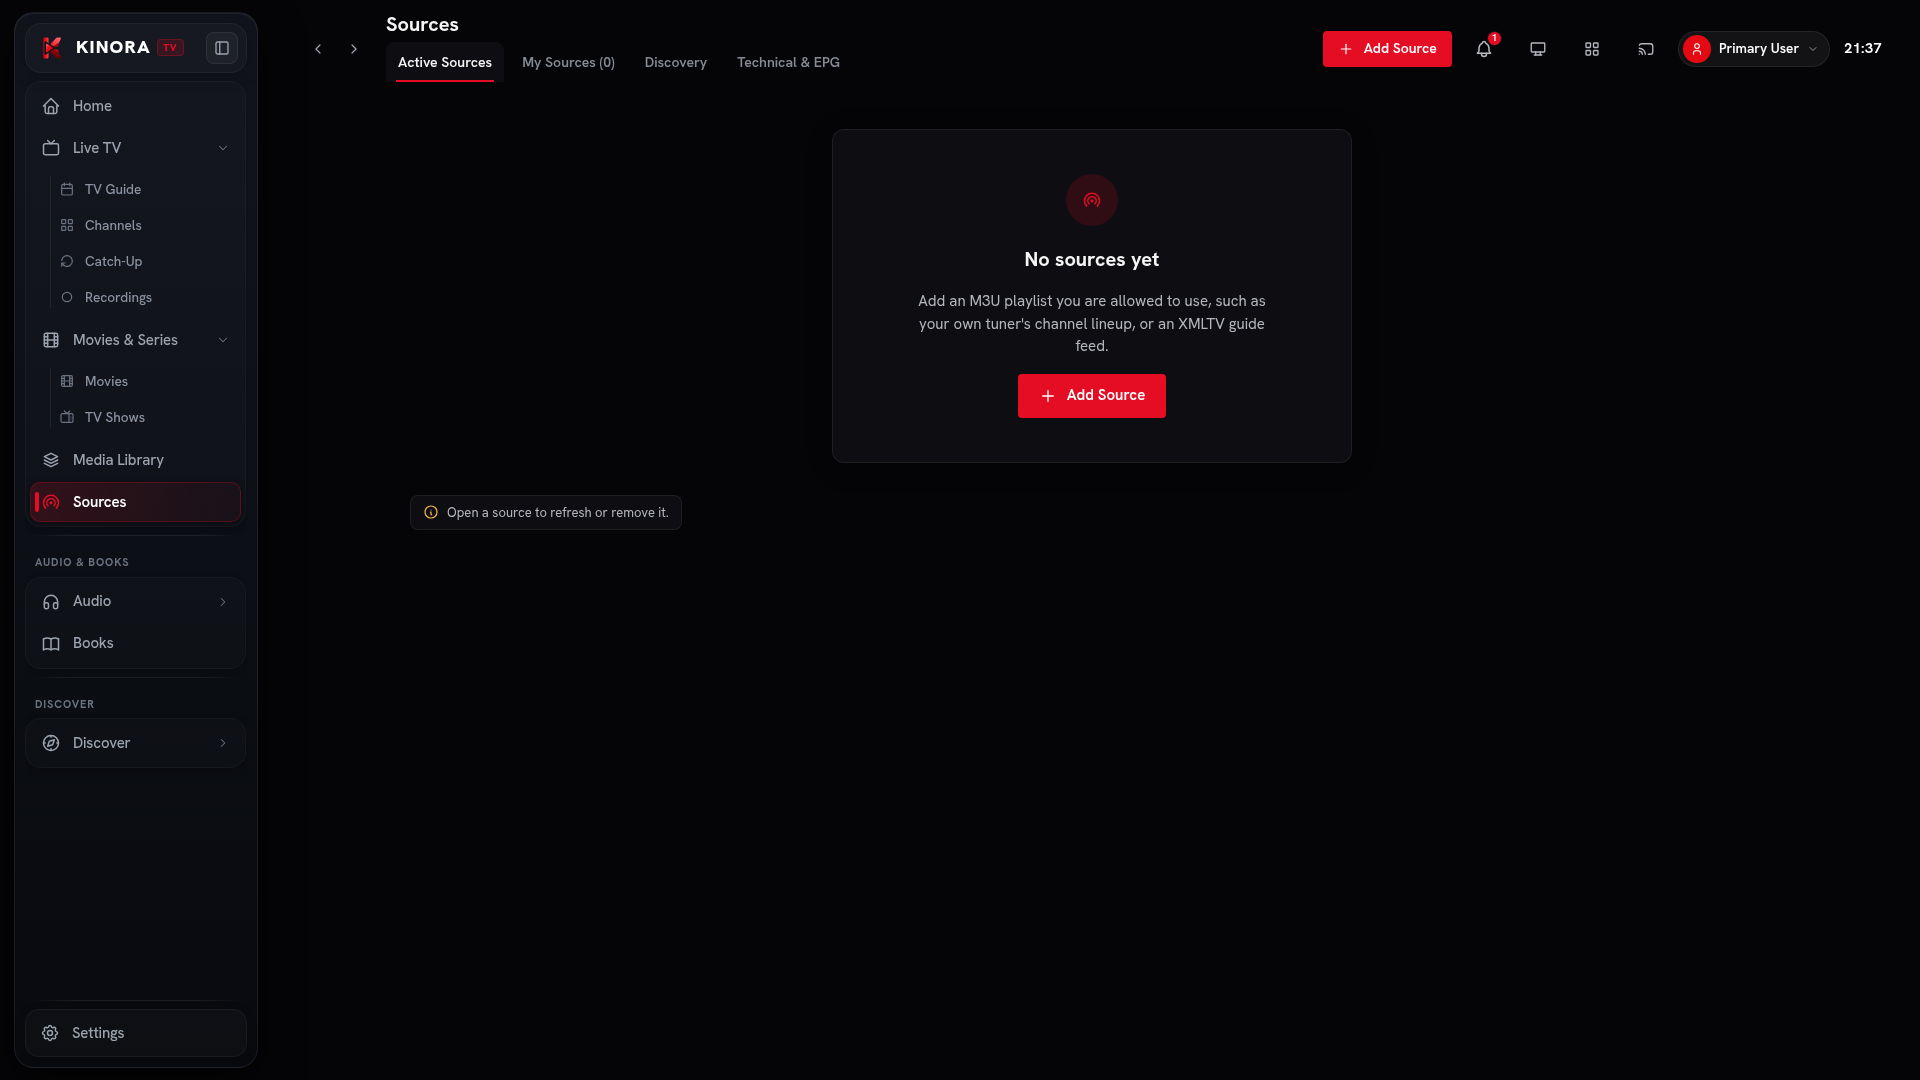 KINORA TV
Home
Live TV
TV Guide
Channels
Catch-Up
Recordings
Movies & Series
Movies
TV Shows
Media Library
Sources
AUDIO & BOOKS
Audio
Books
DISCOVER
Discover
Settings
Sources
Active Sources My Sources (0) Discovery Technical & EPG
Add Source 1 Primary User 21:37
No sources yet
Add an M3U playlist you are allowed to use, such as
your own tuner's channel lineup, or an XMLTV guide
feed.
Add Source
Open a source to refresh or remove it.